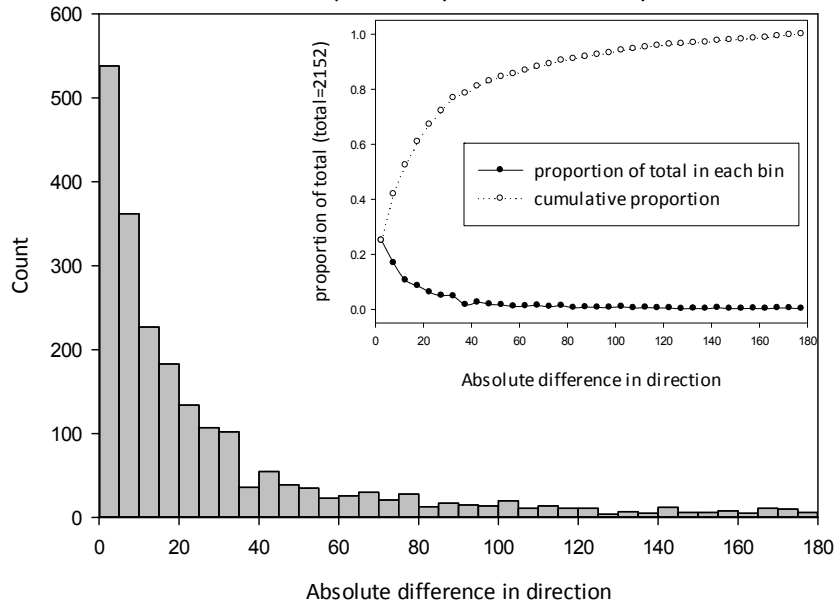 600
500
400
300
200
100
0
Count
0 20 40 60 80 100 120 140 160 180
Absolute difference in direction
proportion of total (total=2152)
1.0
0.8
0.6
0.4
0.2
0.0
proportion of total in each bin
cumulative proportion
0 20 40 60 80 100 120 140 160 180
Absolute difference in direction